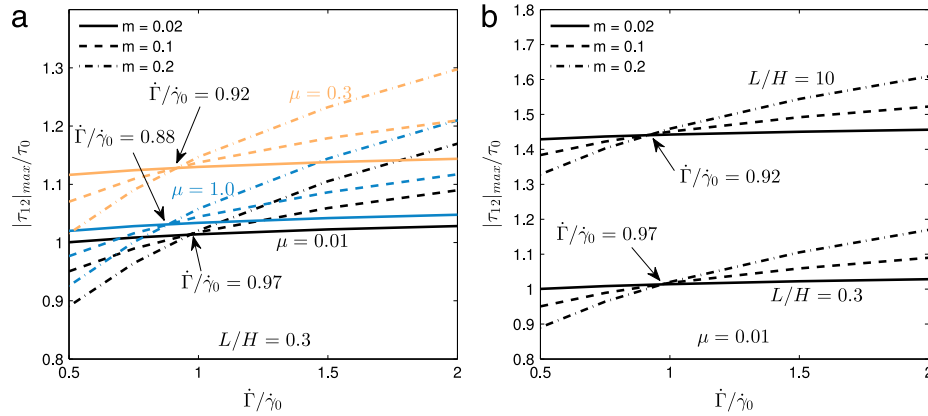 a
m = 0.02
m = 0.1
m = 0.2
Γ̇/γ̇₀ = 0.92
Γ̇/γ̇₀ = 0.88
μ = 0.3
μ = 1.0
μ = 0.01
Γ̇/γ̇₀ = 0.97
L/H = 0.3
|τ₁₂|max/τ₀
1.3
1.2
1.1
1
0.9
0.8
0.5
1
1.5
2
Γ̇/γ̇₀
b
m = 0.02
m = 0.1
m = 0.2
L/H = 10
Γ̇/γ̇₀ = 0.92
Γ̇/γ̇₀ = 0.97
L/H = 0.3
μ = 0.01
|τ₁₂|max/τ₀
1.8
1.7
1.6
1.5
1.4
1.3
1.2
1.1
1
0.9
0.8
0.5
1
1.5
2
Γ̇/γ̇₀